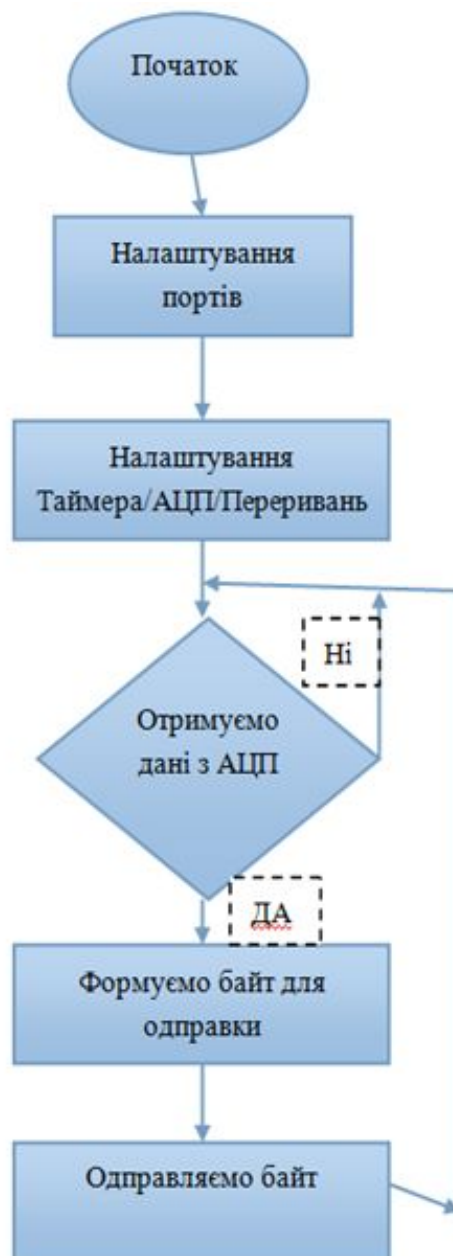 Початок
Налаштування
портів
Налаштування
Таймера/АЦП/Переривань
Ні
Отримуємо
дані з АЦП
ДА
Формуємо байт для
одправки
Одправляємо байт